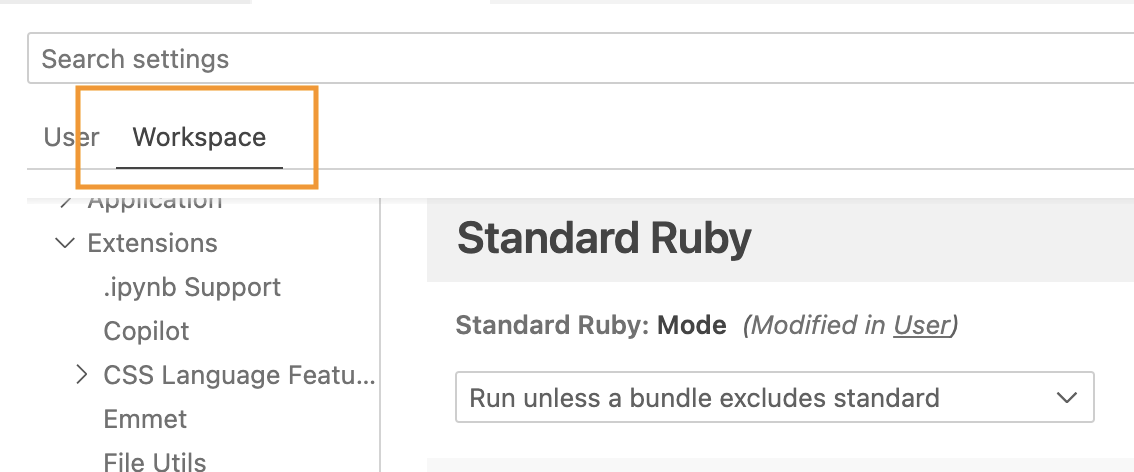 Search settings
User Workspace
Application
Extensions
.ipynb Support
Copilot
CSS Language Featu...
Emmet
File Utils
Standard Ruby
Standard Ruby: Mode (Modified in User)
Run unless a bundle excludes standard